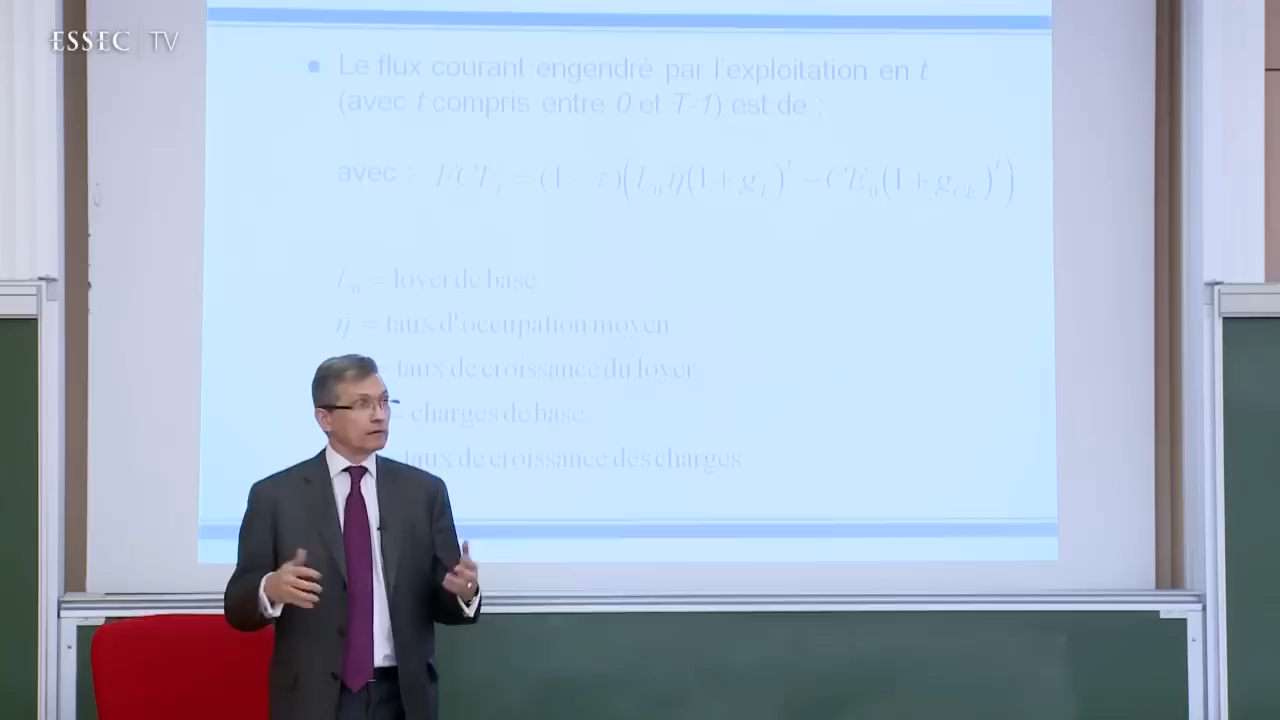 ESSEC TV
Le flux courant engendré par l'exploitation en t
(avec t compris entre 0 et T-1) est de :
avec : FCF_t = (1 - τ)(L_0 η(1 + g_L)^t - CE_0(1 + g_CE)^t)
L_0 = loyer de base
η = taux d'occupation moyen
taux de croissance du loyer
= charges de base
taux de croissance des charges